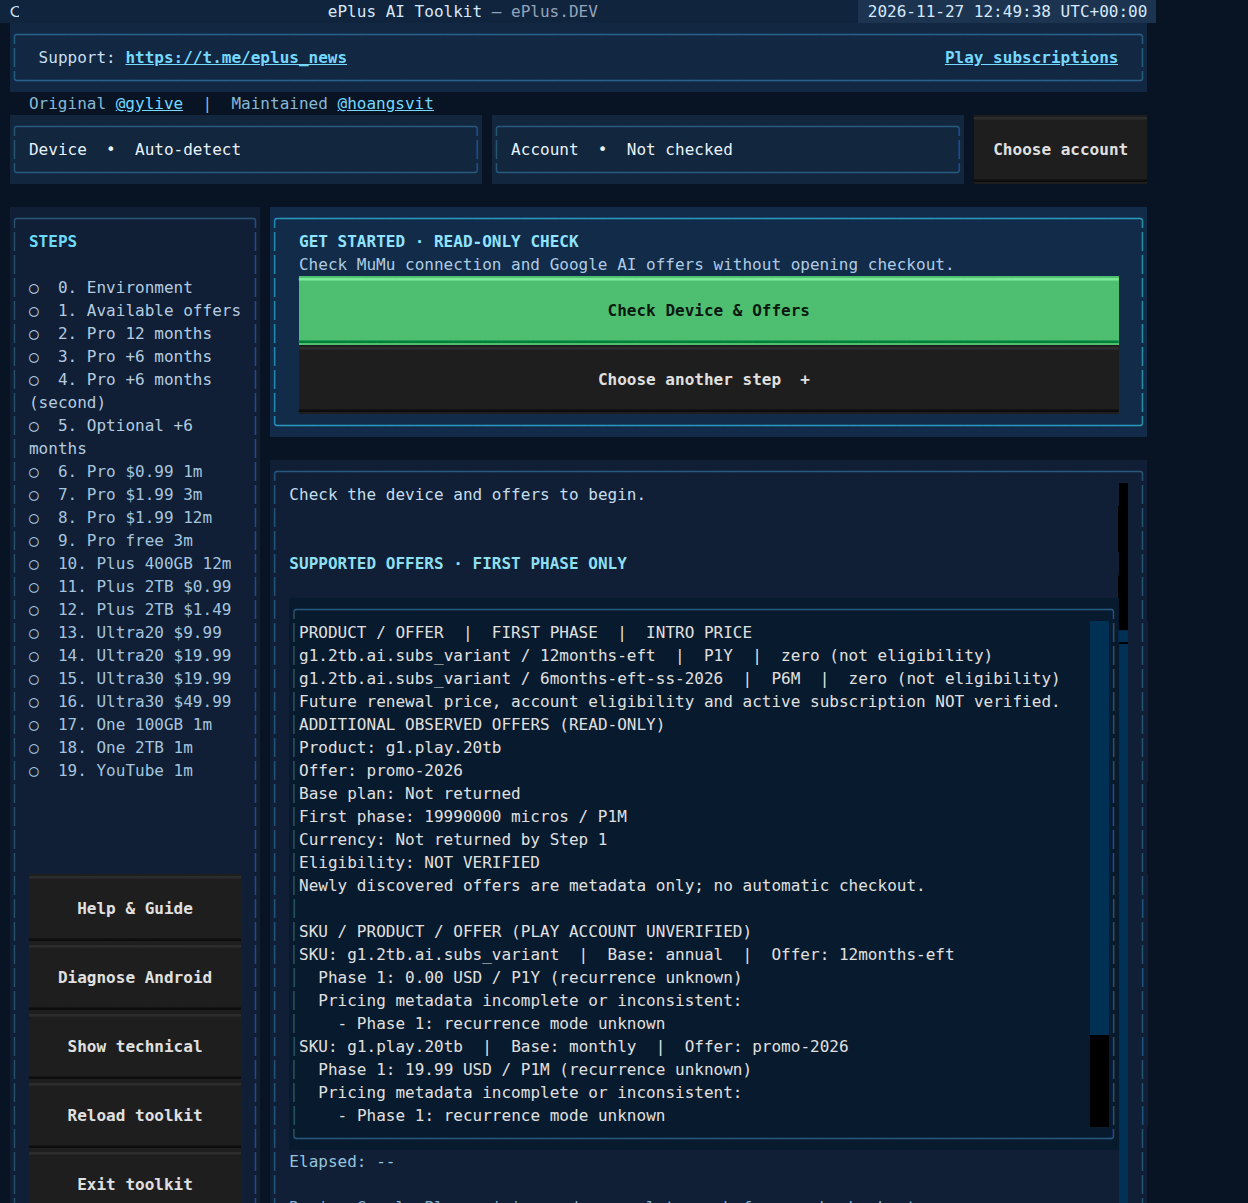 ePlus AI Toolkit — ePlus.DEV
2026-11-27 12:49:38 UTC+00:00
Support: https://t.me/eplus_news
Play subscriptions
Original @gylive | Maintained @hoangsvit
Device • Auto-detect
Account • Not checked
Choose account
STEPS
○ 0. Environment
○ 1. Available offers
○ 2. Pro 12 months
○ 3. Pro +6 months
○ 4. Pro +6 months
(second)
○ 5. Optional +6
months
○ 6. Pro $0.99 1m
○ 7. Pro $1.99 3m
○ 8. Pro $1.99 12m
○ 9. Pro free 3m
○ 10. Plus 400GB 12m
○ 11. Plus 2TB $0.99
○ 12. Plus 2TB $1.49
○ 13. Ultra20 $9.99
○ 14. Ultra20 $19.99
○ 15. Ultra30 $19.99
○ 16. Ultra30 $49.99
○ 17. One 100GB 1m
○ 18. One 2TB 1m
○ 19. YouTube 1m
Help & Guide
Diagnose Android
Show technical
Reload toolkit
Exit toolkit
GET STARTED · READ-ONLY CHECK
Check MuMu connection and Google AI offers without opening checkout.
Check Device & Offers
Choose another step +
Check the device and offers to begin.
SUPPORTED OFFERS · FIRST PHASE ONLY
PRODUCT / OFFER | FIRST PHASE | INTRO PRICE
g1.2tb.ai.subs_variant / 12months-eft | P1Y | zero (not eligibility)
g1.2tb.ai.subs_variant / 6months-eft-ss-2026 | P6M | zero (not eligibility)
Future renewal price, account eligibility and active subscription NOT verified.
ADDITIONAL OBSERVED OFFERS (READ-ONLY)
Product: g1.play.20tb
Offer: promo-2026
Base plan: Not returned
First phase: 19990000 micros / P1M
Currency: Not returned by Step 1
Eligibility: NOT VERIFIED
Newly discovered offers are metadata only; no automatic checkout.
SKU / PRODUCT / OFFER (PLAY ACCOUNT UNVERIFIED)
SKU: g1.2tb.ai.subs_variant | Base: annual | Offer: 12months-eft
Phase 1: 0.00 USD / P1Y (recurrence unknown)
Pricing metadata incomplete or inconsistent:
- Phase 1: recurrence mode unknown
SKU: g1.play.20tb | Base: monthly | Offer: promo-2026
Phase 1: 19.99 USD / P1M (recurrence unknown)
Pricing metadata incomplete or inconsistent:
- Phase 1: recurrence mode unknown
Elapsed: --